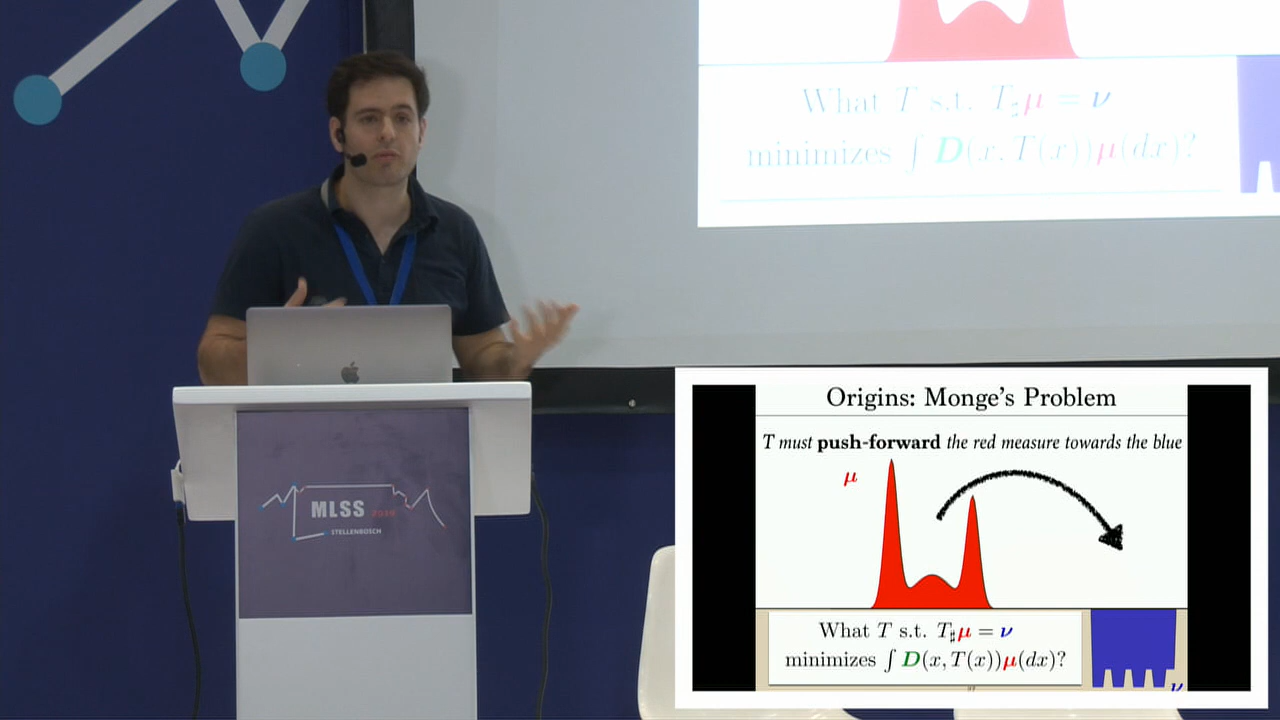 What T s.t. T♯μ = ν
minimizes ∫ D(x, T(x))μ(dx)?
MLSS 2020
STELLENBOSCH
Origins: Monge's Problem
T must push-forward the red measure towards the blue
μ
What T s.t. T♯μ = ν
minimizes ∫ D(x, T(x))μ(dx)?
ν